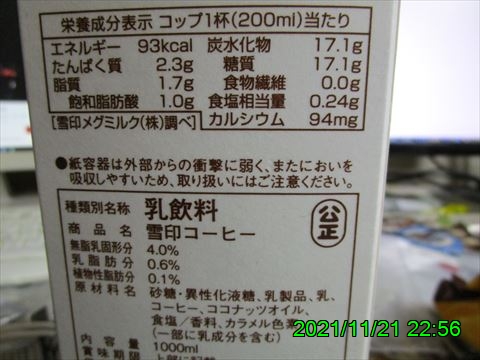 栄養成分表示 コップ1杯(200ml)当たり
エネルギー 93kcal 炭水化物 17.1g
たんぱく質 2.3g 糖質 17.1g
脂質 1.7g 食物繊維 0.0g
飽和脂肪酸 1.0g 食塩相当量 0.24g
[雪印メグミルク(株)調べ] カルシウム 94mg
●紙容器は外部からの衝撃に弱く、またにおいを
吸収しやすいため、取り扱いにはご注意ください。
種類別名称 乳飲料
公正
商品名 雪印コーヒー
無脂乳固形分 4.0%
乳脂肪分 0.6%
植物性脂肪分 0.1%
原材料名 砂糖・異性化液糖、乳製品、乳、
コーヒー、ココナッツオイル、
食塩/香料、カラメル色素
(一部に乳成分を含む)
内容量 1000ml
賞味期限
2021/11/21 22:56